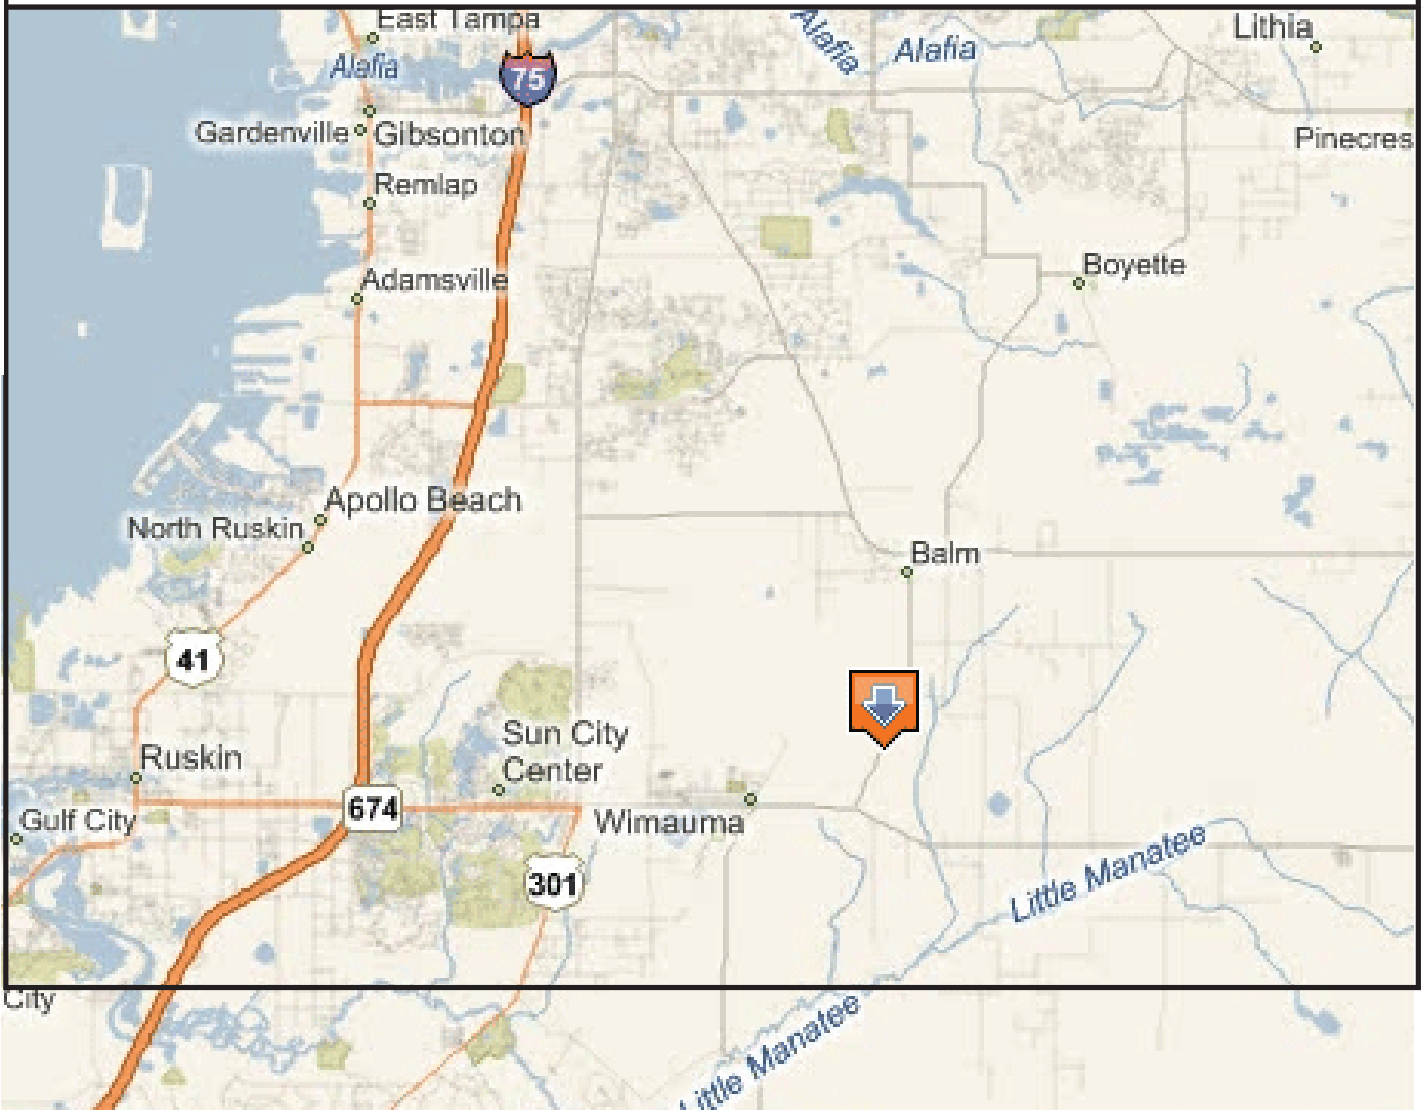 East Tampa
Alafia
Alafia
Lithia
Alafia
75
Gardenville
Gibsonton
Pinecres
Remlap
Boyette
Adamsville
Apollo Beach
North Ruskin
Balm
41
Sun City
Center
Ruskin
674
Gulf City
Wimauma
301
Little Manatee
City
Little Manatee